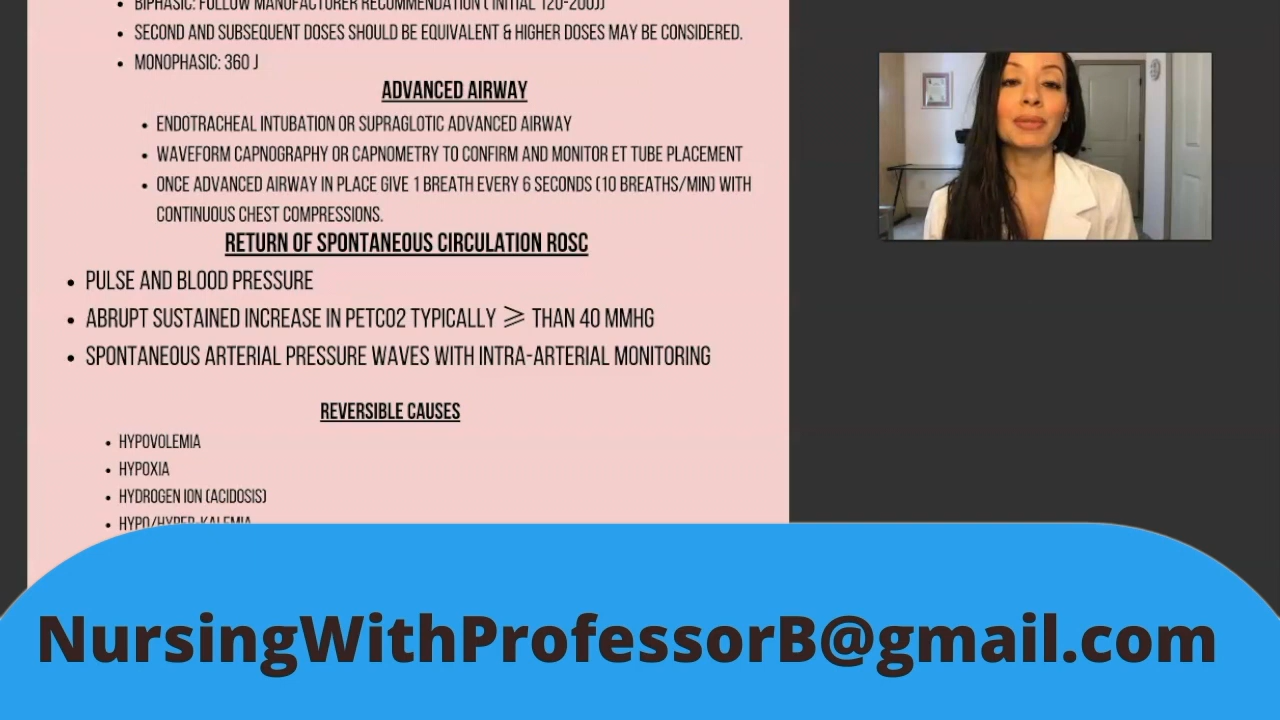 BIPHASIC: FOLLOW MANUFACTURER RECOMMENDATION ( INITIAL 120-200J)
SECOND AND SUBSEQUENT DOSES SHOULD BE EQUIVALENT & HIGHER DOSES MAY BE CONSIDERED.
MONOPHASIC: 360 J
ADVANCED AIRWAY
ENDOTRACHEAL INTUBATION OR SUPRAGLOTIC ADVANCED AIRWAY
WAVEFORM CAPNOGRAPHY OR CAPNOMETRY TO CONFIRM AND MONITOR ET TUBE PLACEMENT
ONCE ADVANCED AIRWAY IN PLACE GIVE 1 BREATH EVERY 6 SECONDS (10 BREATHS/MIN) WITH
CONTINUOUS CHEST COMPRESSIONS.
RETURN OF SPONTANEOUS CIRCULATION ROSC
PULSE AND BLOOD PRESSURE
ABRUPT SUSTAINED INCREASE IN PETCO2 TYPICALLY ⩾ THAN 40 MMHG
SPONTANEOUS ARTERIAL PRESSURE WAVES WITH INTRA-ARTERIAL MONITORING
REVERSIBLE CAUSES
HYPOVOLEMIA
HYPOXIA
HYDROGEN ION (ACIDOSIS)
HYPO/HYPER-KALEMIA
NursingWithProfessorB@gmail.com